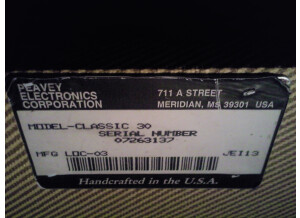 PEAVEY
ELECTRONICS
CORPORATION
711 A STREET
MERIDIAN, MS 39301 USA
MODEL-CLASSIC 30
SERIAL NUMBER
07263137
MFG LOC-03 JEI13
Handcrafted in the U.S.A.